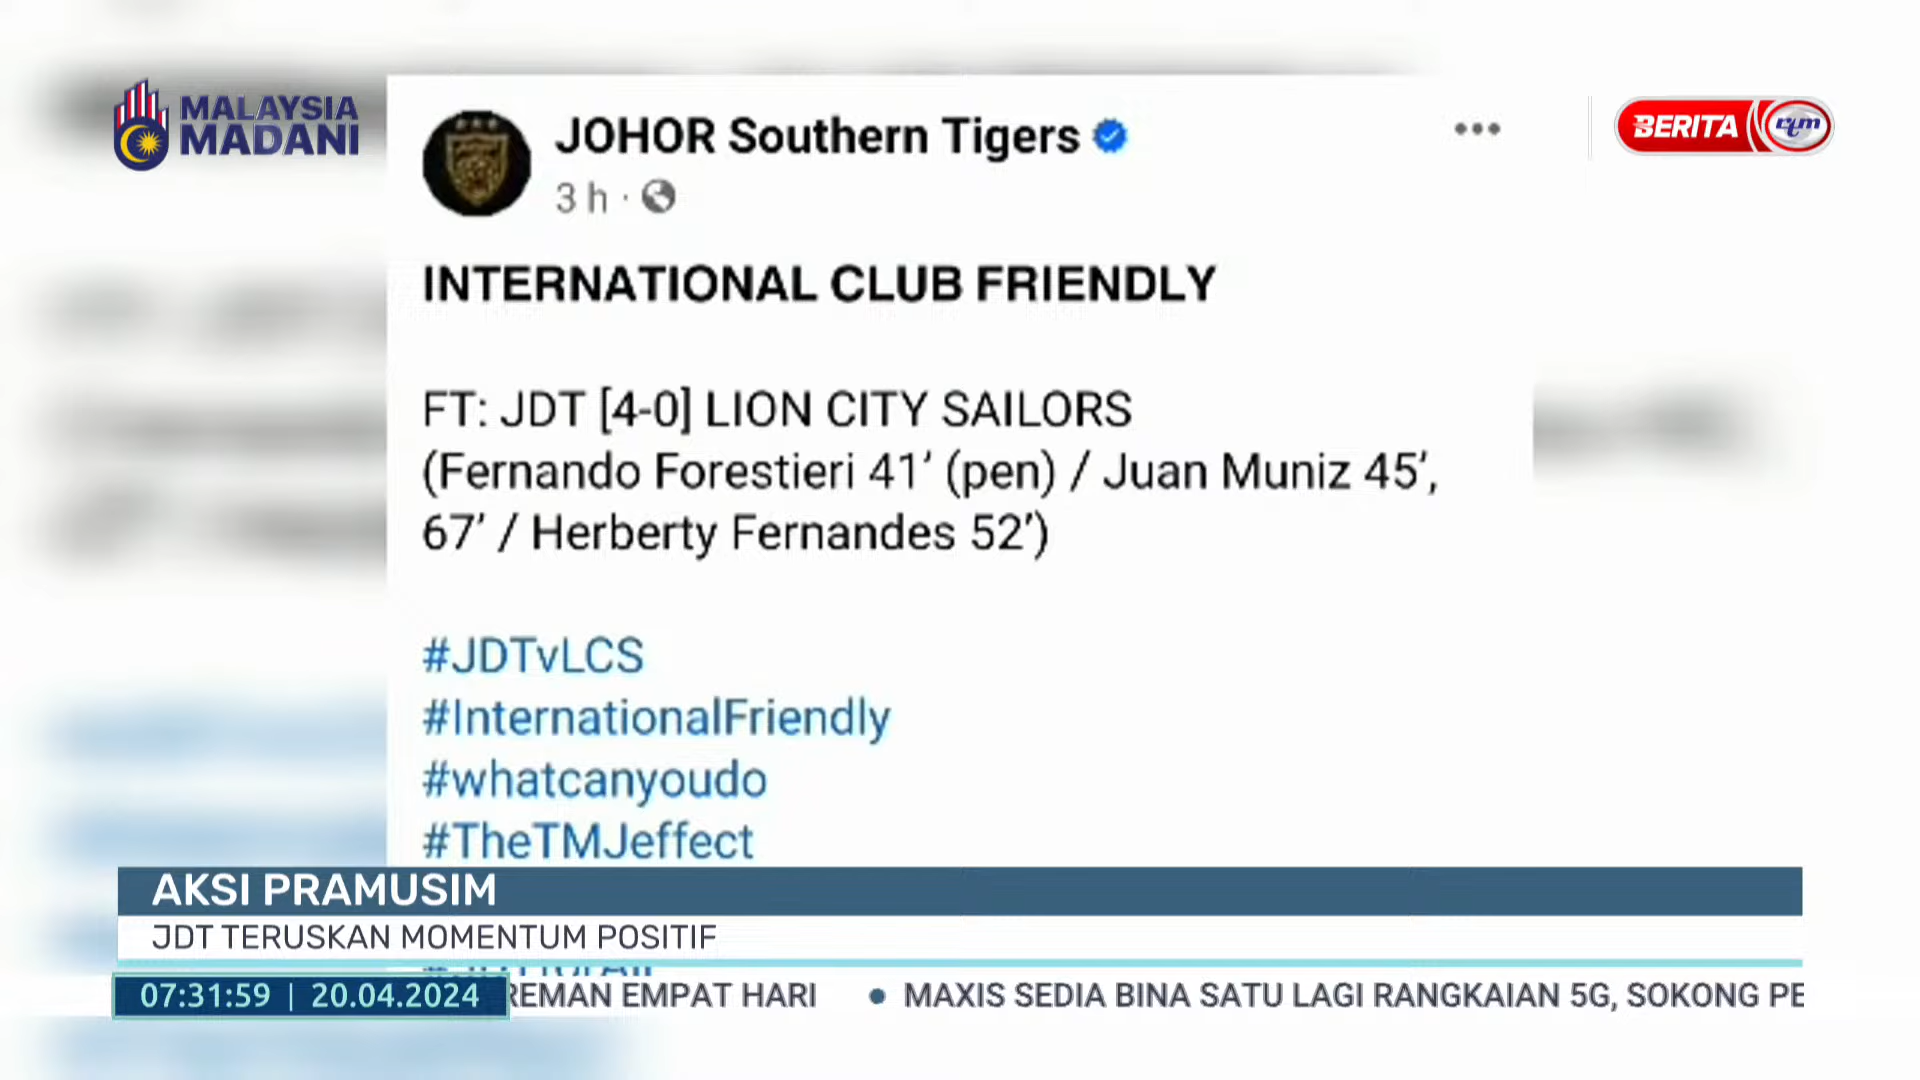 MALAYSIA
MADANI
JOHOR Southern Tigers
3 h ·
BERITA rtm
INTERNATIONAL CLUB FRIENDLY
FT: JDT [4-0] LION CITY SAILORS
(Fernando Forestieri 41’ (pen) / Juan Muniz 45’,
67’ / Herberty Fernandes 52’)
#JDTvLCS
#InternationalFriendly
#whatcanyoudo
#TheTMJeffect
AKSI PRAMUSIM
JDT TERUSKAN MOMENTUM POSITIF
07:31:59 | 20.04.2024 REMAN EMPAT HARI • MAXIS SEDIA BINA SATU LAGI RANGKAIAN 5G, SOKONG PE